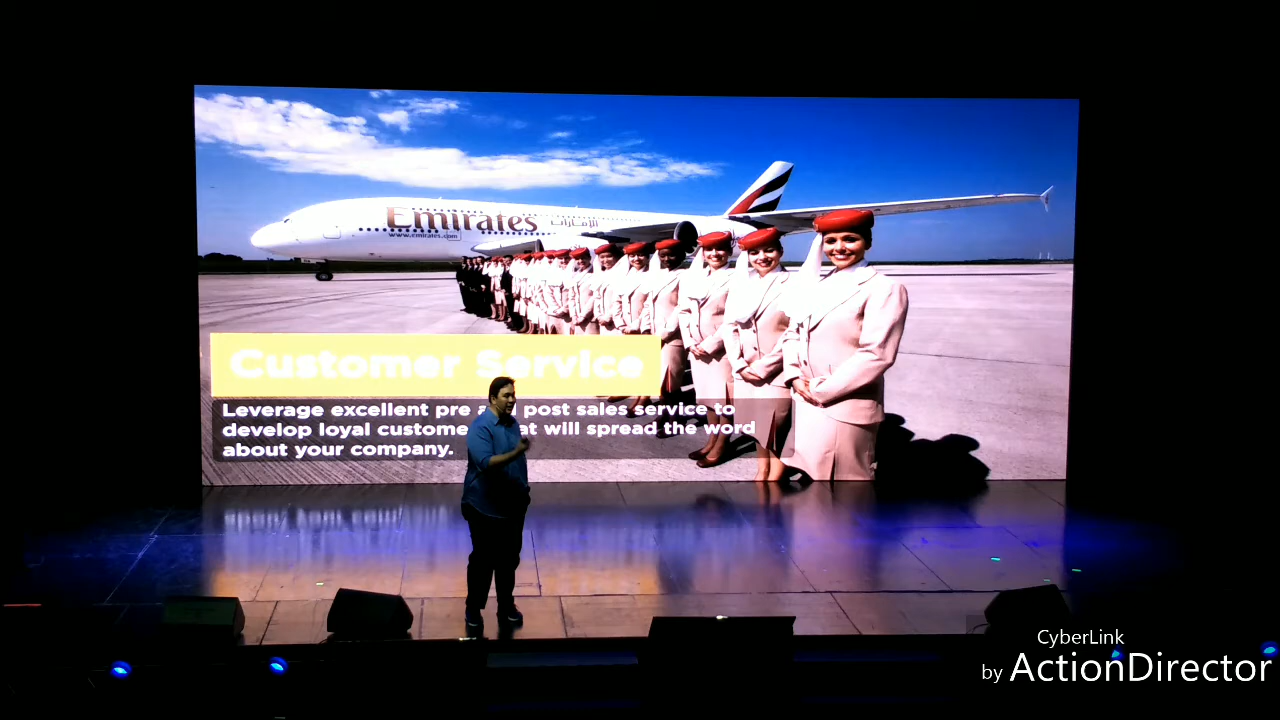 Emirates
الإمارات
www.emirates.com
Customer Service
Leverage excellent pre a post sales service to
develop loyal custome at will spread the word
about your company.
CyberLink
by ActionDirector